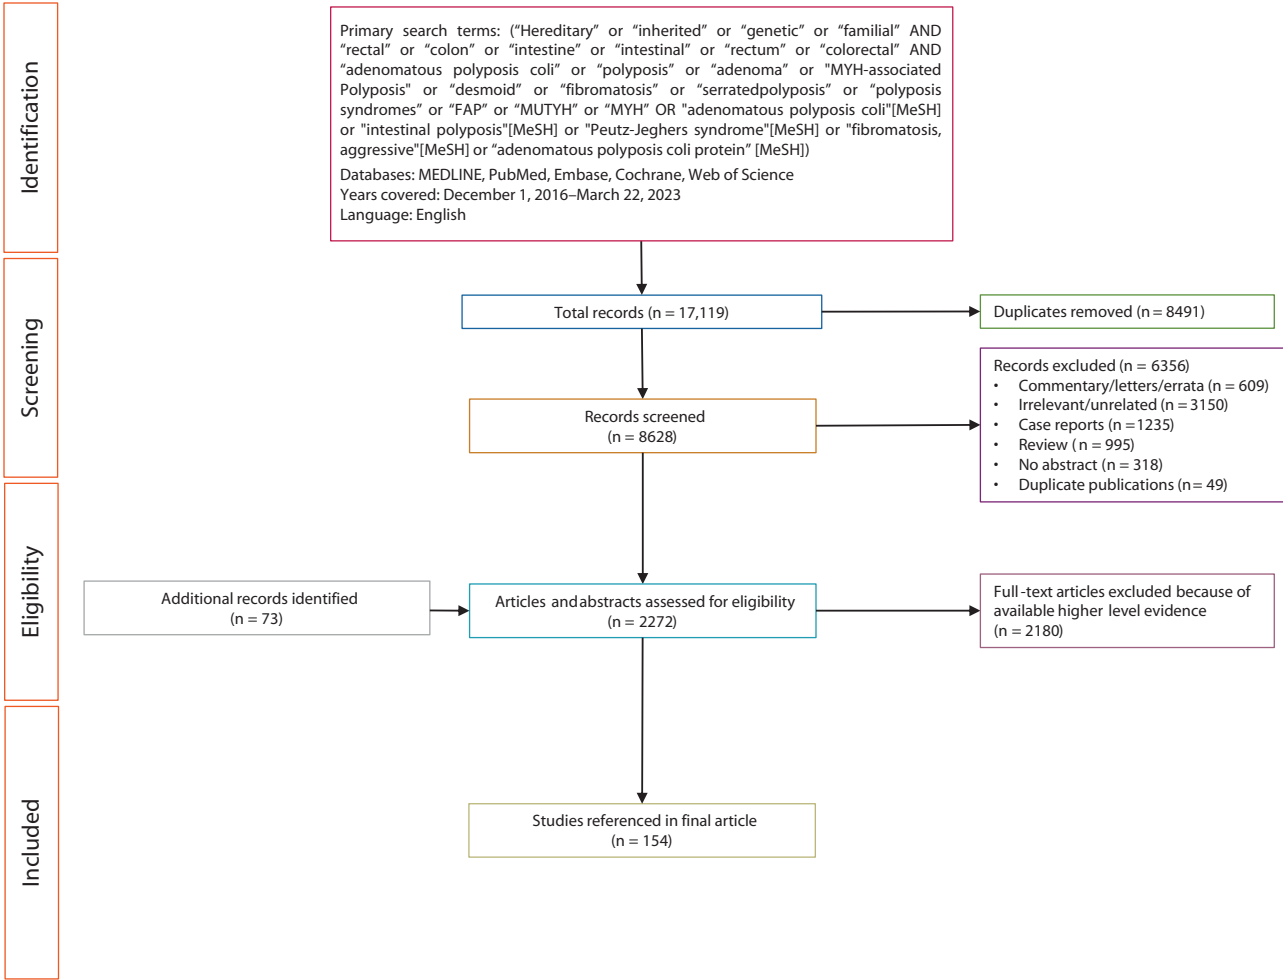 Identification
Primary search terms: (“Hereditary” or “inherited” or “genetic” or “familial” AND
“rectal” or “colon” or “intestine” or “intestinal” or “rectum” or “colorectal” AND
“adenomatous polyposis coli” or “polyposis” or “adenoma” or "MYH-associated
Polyposis" or “desmoid” or “fibromatosis” or “serratedpolyposis” or “polyposis
syndromes” or “FAP” or “MUTYH” or “MYH” OR "adenomatous polyposis coli"[MeSH]
or "intestinal polyposis"[MeSH] or "Peutz-Jeghers syndrome"[MeSH] or "fibromatosis,
aggressive"[MeSH] or “adenomatous polyposis coli protein” [MeSH])
Databases: MEDLINE, PubMed, Embase, Cochrane, Web of Science
Years covered: December 1, 2016–March 22, 2023
Language: English
Screening
Total records (n = 17,119)
Duplicates removed (n = 8491)
Records screened
(n = 8628)
Records excluded (n = 6356)
• Commentary/letters/errata (n = 609)
• Irrelevant/unrelated (n = 3150)
• Case reports (n = 1235)
• Review (n = 995)
• No abstract (n = 318)
• Duplicate publications (n = 49)
Eligibility
Additional records identified
(n = 73)
Articles and abstracts assessed for eligibility
(n = 2272)
Full-text articles excluded because of
available higher level evidence
(n = 2180)
Included
Studies referenced in final article
(n = 154)